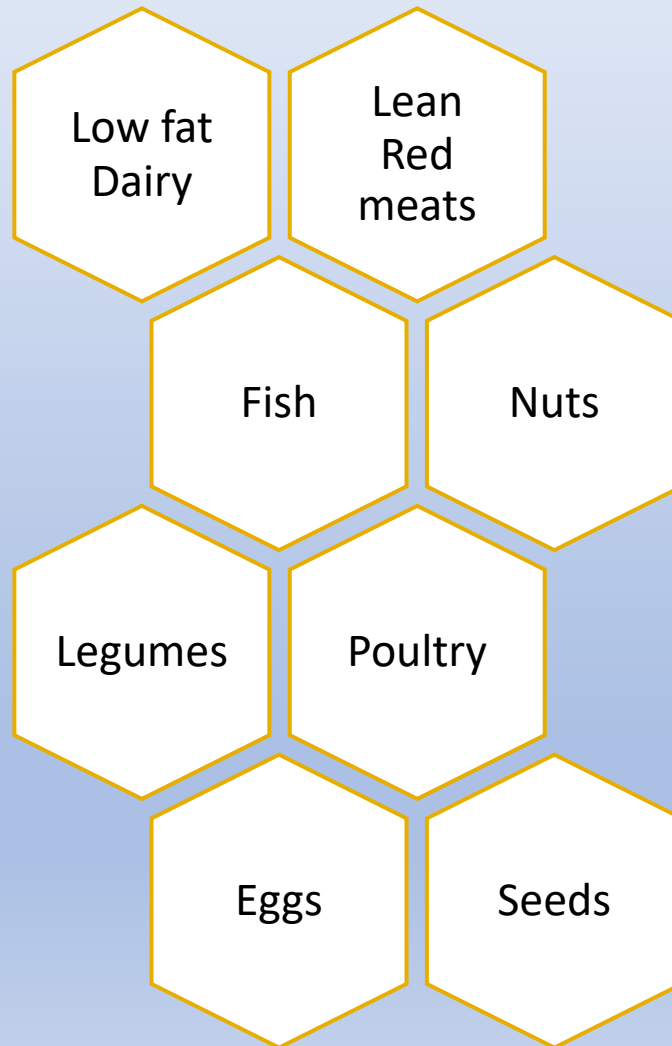 Low fat
Dairy
Lean
Red
meats
Fish
Nuts
Legumes
Poultry
Eggs
Seeds